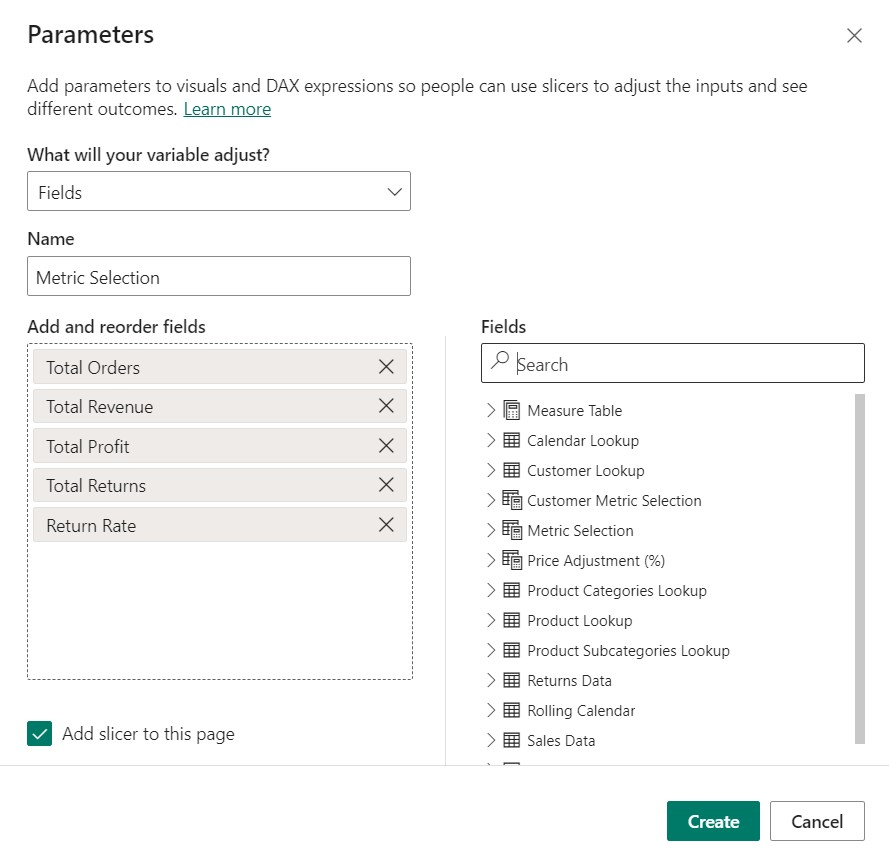 Parameters
Add parameters to visuals and DAX expressions so people can use slicers to adjust the inputs and see
different outcomes. Learn more
What will your variable adjust?
Fields
Name
Metric Selection
Add and reorder fields
Total Orders
Total Revenue
Total Profit
Total Returns
Return Rate
Add slicer to this page
Fields
Search
Measure Table
Calendar Lookup
Customer Lookup
Customer Metric Selection
Metric Selection
Price Adjustment (%)
Product Categories Lookup
Product Lookup
Product Subcategories Lookup
Returns Data
Rolling Calendar
Sales Data
Create
Cancel